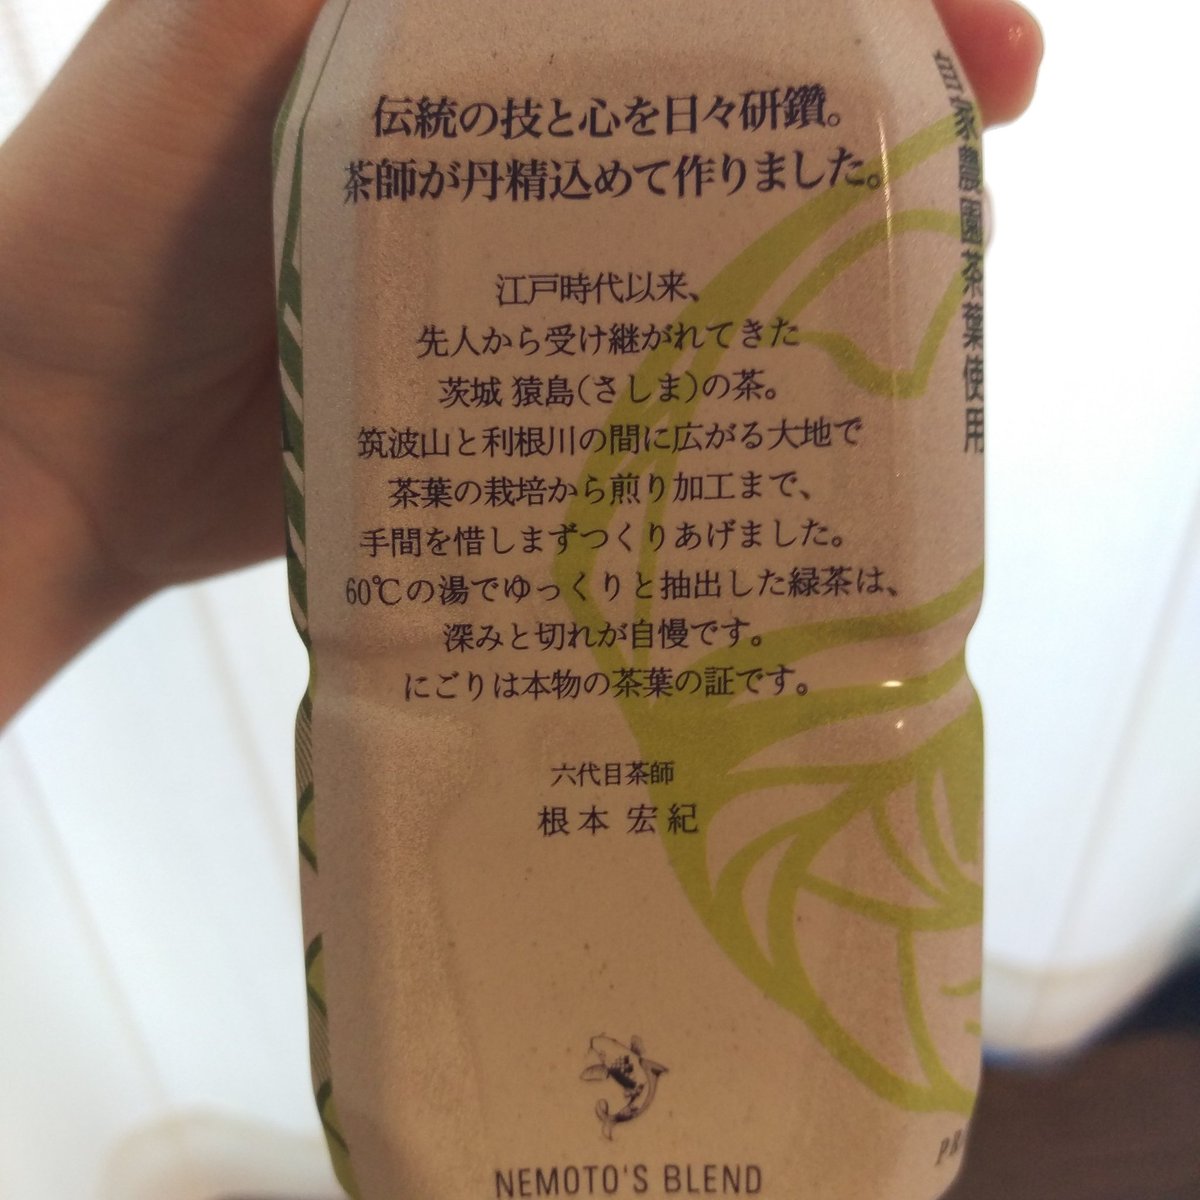 伝統の技と心を日々研鑽。
茶師が丹精込めて作りました。
江戸時代以来、
先人から受け継がれてきた
茨城 猿島(さしま)の茶。
筑波山と利根川の間に広がる大地で
茶葉の栽培から煎り加工まで、
手間を惜しまずつくりあげました。
60℃の湯でゆっくりと抽出した緑茶は、
深みと切れが自慢です。
にごりは本物の茶葉の証です。
六代目茶師
根本 宏紀
NEMOTO'S BLEND
農園茶葉使用